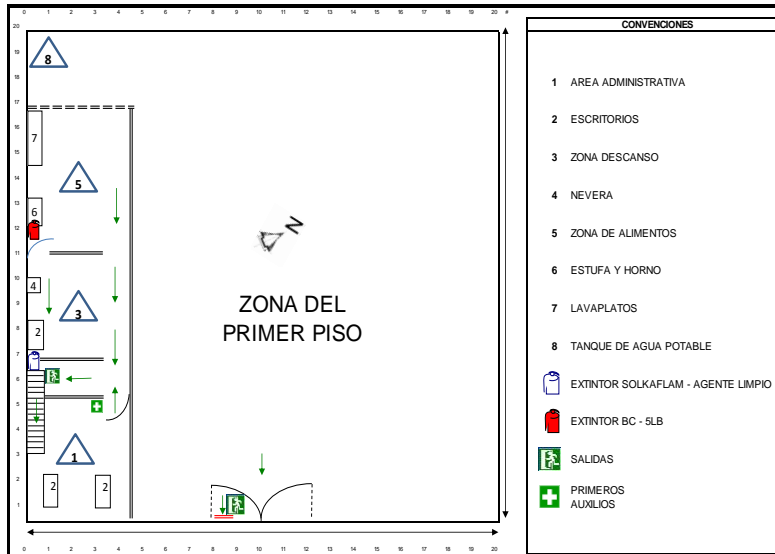 0 1 2 3 4 5 6 7 8 9 10 11 12 13 14 15 16 17 18 19 20 #
20
19
18
17
16
15
14
13
12
11
10
9
8
7
6
5
4
3
2
1
8
7
5
6
4
3
2
1
2 2
N
ZONA DEL
PRIMER PISO
0 1 2 3 4 5 6 7 8 9 10 11 12 13 14 15 16 17 18 19 20
CONVENCIONES
1 AREA ADMINISTRATIVA
2 ESCRITORIOS
3 ZONA DESCANSO
4 NEVERA
5 ZONA DE ALIMENTOS
6 ESTUFA Y HORNO
7 LAVAPLATOS
8 TANQUE DE AGUA POTABLE
EXTINTOR SOLKAFLAM - AGENTE LIMPIO
EXTINTOR BC - 5LB
SALIDAS
PRIMEROS
AUXILIOS